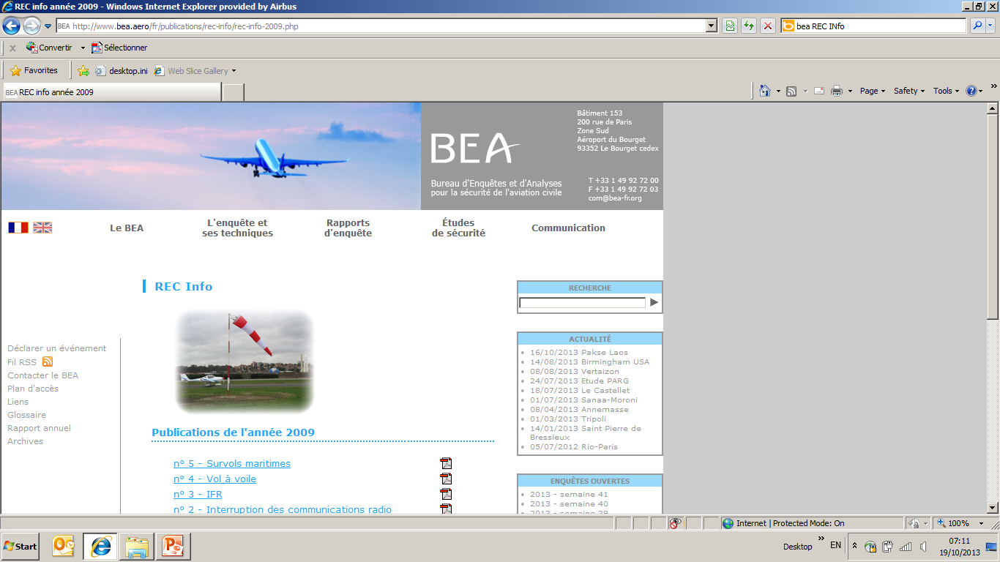 REC info année 2009 - Windows Internet Explorer provided by Airbus
BEA http://www.bea.aero/fr/publications/rec-info/rec-info-2009.php
bea REC INfo
Convertir
Sélectionner
Favorites
desktop.ini
Web Slice Gallery
BEA REC info année 2009
Page
Safety
Tools
»
BEA
Bureau d'Enquêtes et d'Analyses
pour la sécurité de l'aviation civile
Bâtiment 153
200 rue de Paris
Zone Sud
Aéroport du Bourget
93352 Le Bourget cedex
T +33 1 49 92 72 00
F +33 1 49 92 72 03
com@bea-fr.org
Le BEA
L'enquête et
ses techniques
Rapports
d'enquête
Études
de sécurité
Communication
Déclarer un événement
Fil RSS
Contacter le BEA
Plan d'accès
Liens
Glossaire
Rapport annuel
Archives
REC Info
Publications de l'année 2009
n° 5 - Survols maritimes
n° 4 - Vol à voile
n° 3 - IFR
n° 2 - Interruption des communications radio
RECHERCHE
ACTUALITÉ
16/10/2013 Pakse Laos
14/08/2013 Birmingham USA
08/08/2013 Vertaizon
24/07/2013 Etude PARG
18/07/2013 Le Castellet
01/07/2013 Sanaa-Moroni
08/04/2013 Annemasse
01/03/2013 Tripoli
14/01/2013 Saint Pierre de
Bressieux
05/07/2012 Rio-Paris
ENQUÊTES OUVERTES
2013 - semaine 41
2013 - semaine 40
2013 - semaine 39
Internet | Protected Mode: On
100%
Start
Desktop
»
EN
07:11
19/10/2013